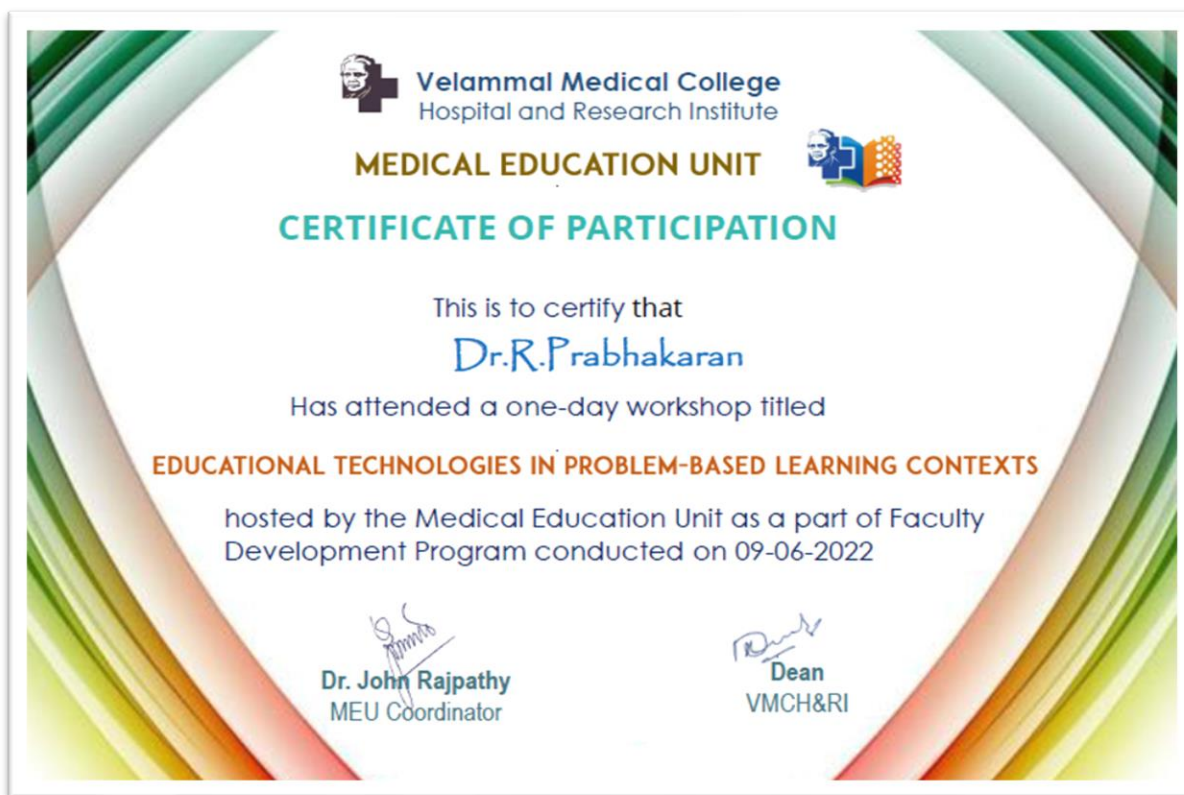 Velammal Medical College
Hospital and Research Institute
MEDICAL EDUCATION UNIT
CERTIFICATE OF PARTICIPATION
This is to certify that
Dr.R.Prabhakaran
Has attended a one-day workshop titled
EDUCATIONAL TECHNOLOGIES IN PROBLEM-BASED LEARNING CONTEXTS
hosted by the Medical Education Unit as a part of Faculty
Development Program conducted on 09-06-2022
Dr. John Rajpathy
MEU Coordinator
Dean
VMCH&RI